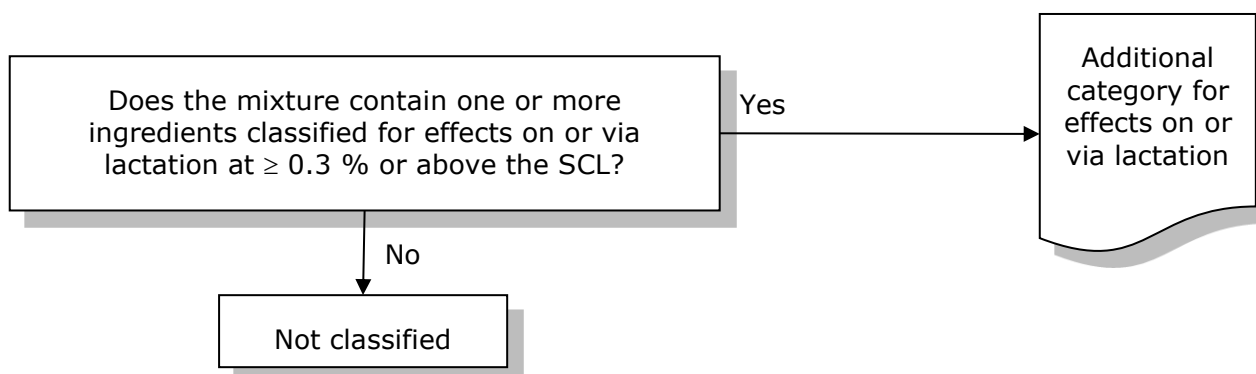 Does the mixture contain one or more
ingredients classified for effects on or via
lactation at ≥ 0.3 % or above the SCL?
Yes
Additional
category for
effects on or
via lactation
No
Not classified